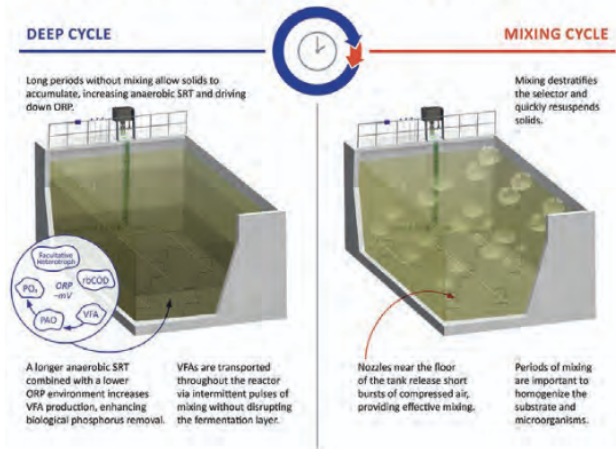 DEEP CYCLE
Long periods without mixing allow solids to
accumulate, increasing anaerobic SRT and driving
down ORP.
Facultative
Heterotroph
rbCOD
PO₄
ORP
-mV
PAO
VFA
A longer anaerobic SRT
combined with a lower
ORP environment increases
VFA production, enhancing
biological phosphorus removal.
VFAs are transported
throughout the reactor
via intermittent pulses of
mixing without disrupting
the fermentation layer.
MIXING CYCLE
Mixing destratifies
the selector and
quickly resuspends
solids.
Nozzles near the floor
of the tank release short
bursts of compressed air,
providing effective mixing.
Periods of mixing
are important to
homogenize the
substrate and
microorganisms.